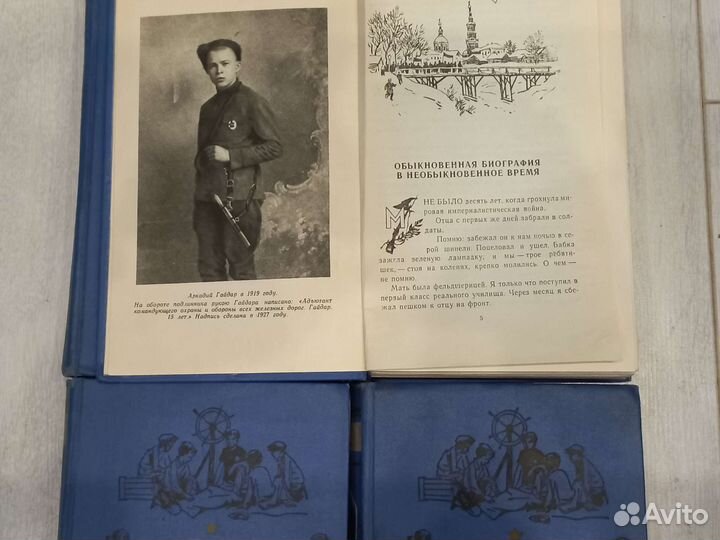 Аркадий Гайдар в 1919 году.
На обороте подлинника рукою Гайдара написано: «Адъютант
командующего охраны и обороны всех железных дорог. Гайдар.
15 лет.» Надпись сделана в 1927 году.
ОБЫКНОВЕННАЯ БИОГРАФИЯ
В НЕОБЫКНОВЕННОЕ ВРЕМЯ
МНЕ БЫЛО десять лет, когда грохнула ми-
ровая империалистическая война.
Отца с первых же дней забрали в сол-
даты.
Помню: забежал он к нам ночью в се-
рой шинели. Поцеловал и ушел. Бабка
зажгла зеленую лампадку, и мы — трое ребяти-
шек, — стоя на коленях, крепко молились. О чем —
не помню.
Мать была фельдшерицей. Я только что поступил в
первый класс реального училища. Через месяц я сбе-
жал пешком к отцу на фронт.
5
Avito